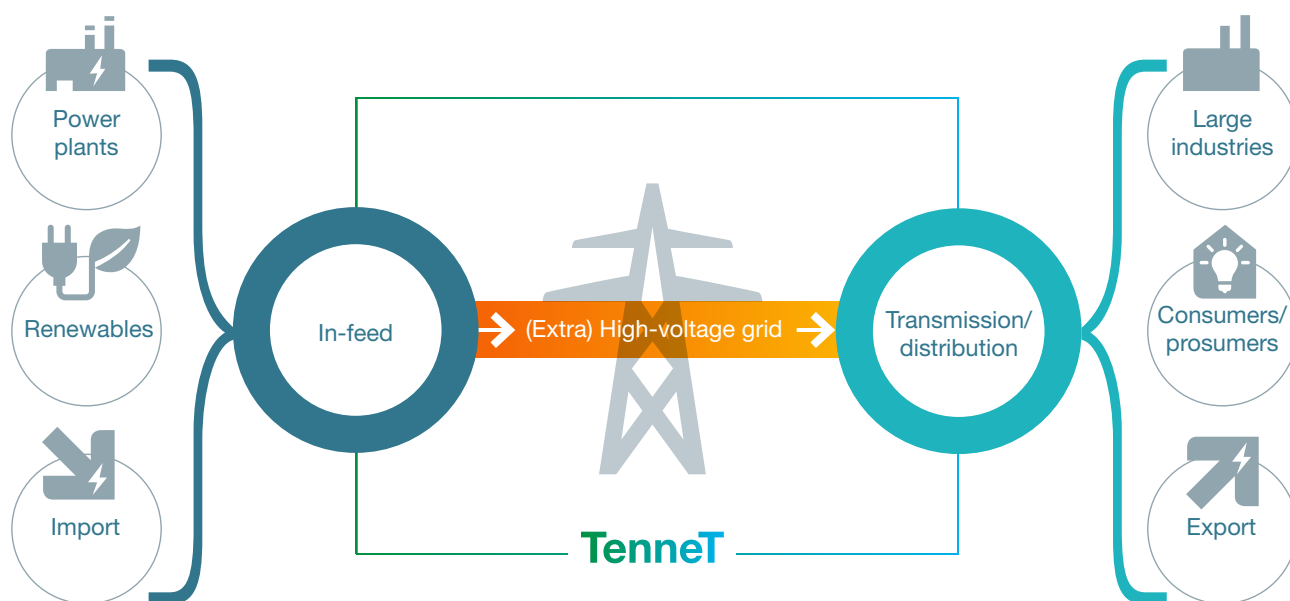 Power
plants
Renewables
Import
In-feed
(Extra) High-voltage grid
Transmission/
distribution
TenneT
Large
industries
Consumers/
prosumers
Export